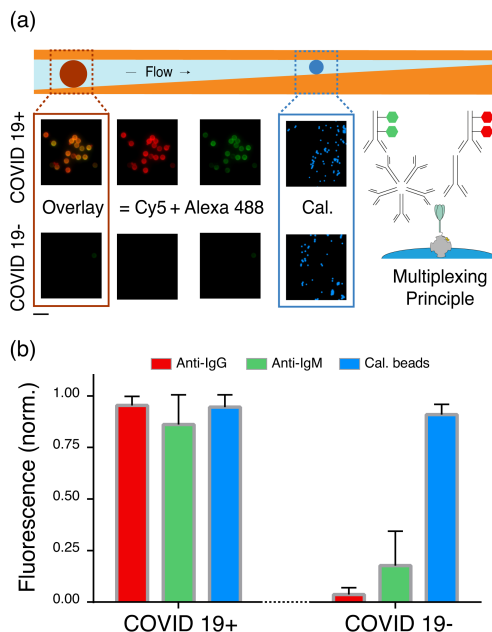 (a)
Flow
COVID 19+
Overlay = Cy5 + Alexa 488 Cal.
COVID 19-
Multiplexing
Principle
(b)
Anti-IgG Anti-IgM Cal. beads
Fluorescence (norm.)
1.00
0.75
0.50
0.25
0.00
COVID 19+ COVID 19-